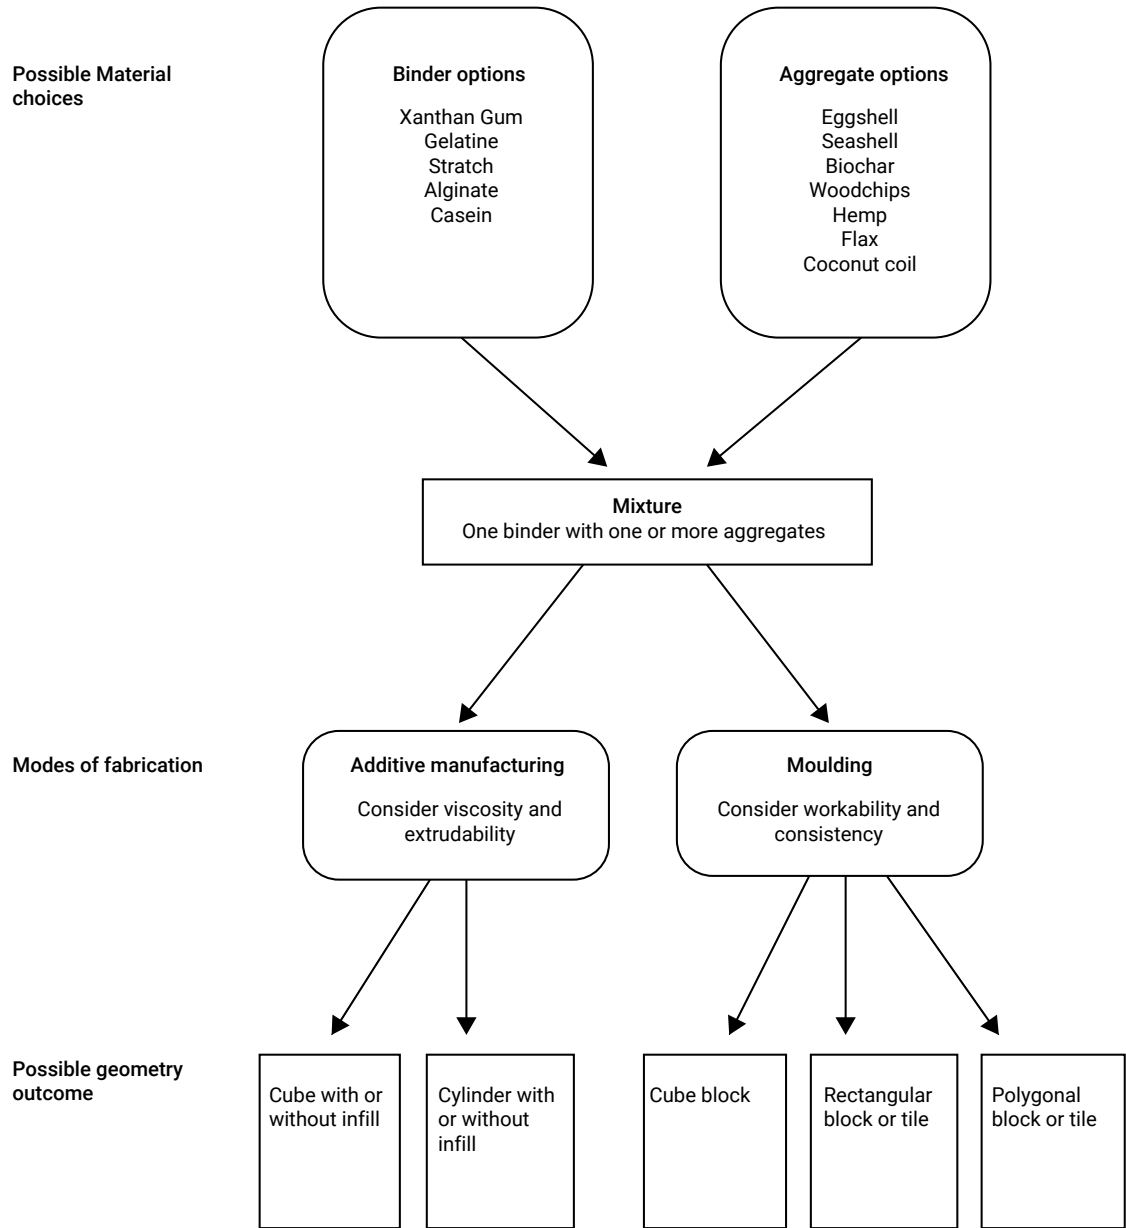 Possible Material
choices
Binder options
Xanthan Gum
Gelatine
Stratch
Alginate
Casein
Aggregate options
Eggshell
Seashell
Biochar
Woodchips
Hemp
Flax
Coconut coil
Mixture
One binder with one or more aggregates
Modes of fabrication
Additive manufacturing
Consider viscosity and
extrudability
Moulding
Consider workability and
consistency
Possible geometry
outcome
Cube with or
without infill
Cylinder with
or without
infill
Cube block
Rectangular
block or tile
Polygonal
block or tile